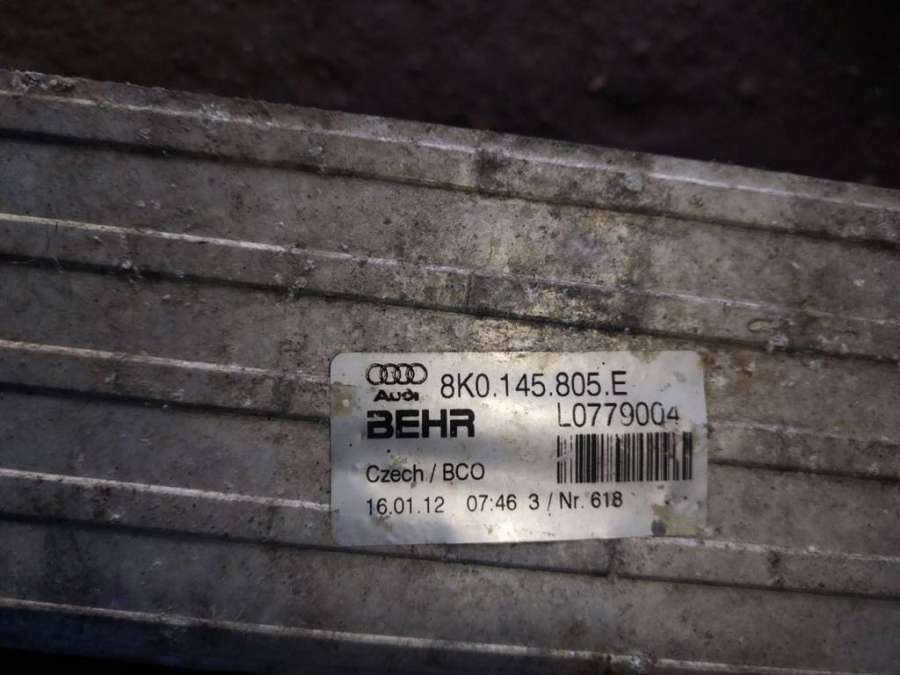 Audi 8K0.145.805.E
BEHR L0779004
Czech / BCO
16.01.12 07:46 3 / Nr. 618